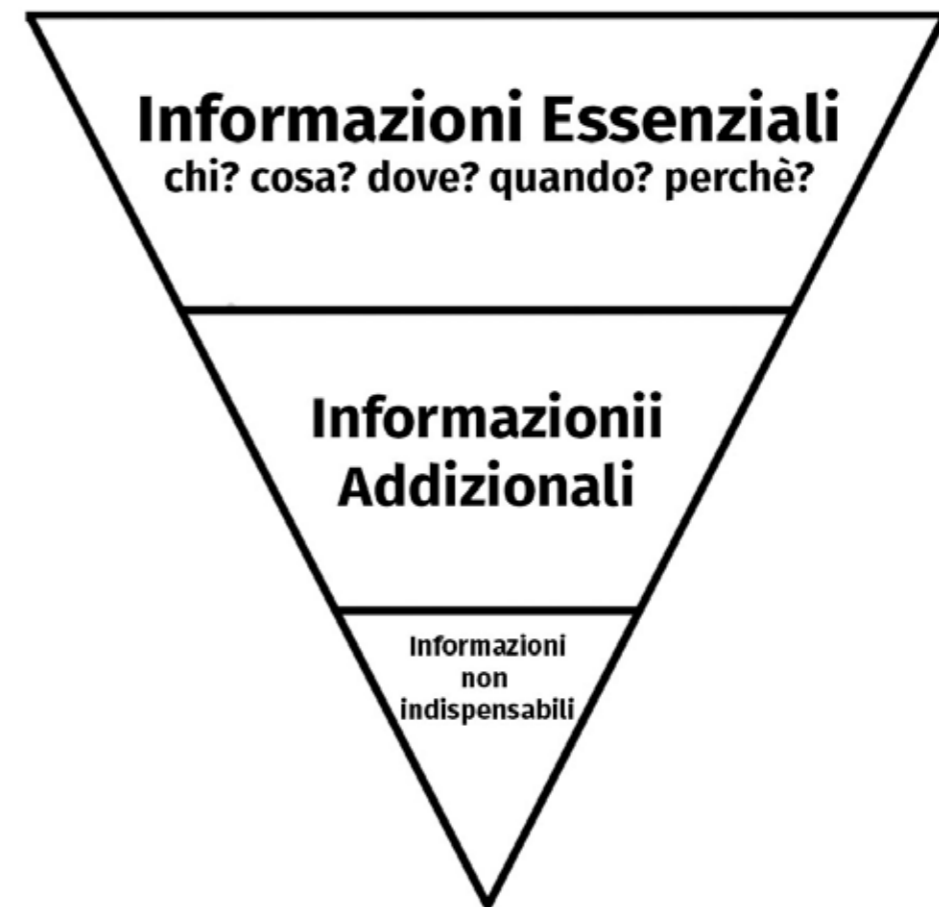 Informazioni Essenziali
chi? cosa? dove? quando? perchè?
Informazionii
Addizionali
Informazioni
non
indispensabili